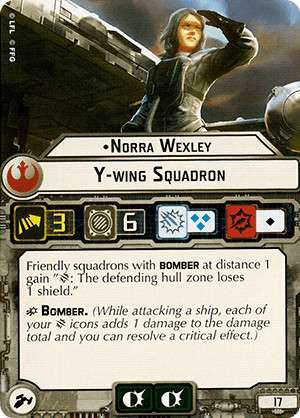 © LFL © FFG
•Norra Wexley
Y-wing Squadron
3 6
Friendly squadrons with BOMBER at distance 1
gain ": The defending hull zone loses
1 shield."
BOMBER. (While attacking a ship, each of
your icons adds 1 damage to the damage
total and you can resolve a critical effect.)
17